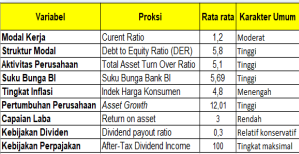 Variabel Proksi Rata rata Karakter Umum
Modal Kerja Curent Ratio 1,2 Moderat
Struktur Modal Debt to Equity Ratio (DER) 5,8 Tinggi
Aktivitas Perusahaan Total Asset Turn Over Ratio 5,1 Tinggi
Suku Bunga BI Suku Bunga Bank BI 5,69 Tinggi
Tingkat Inflasi Indek Harga Konsumen 4,8 Menengah
Pertumbuhan Perusahaan Asset Growth 12,01 Tinggi
Capaian Laba Return on asset 3 Rendah
Kebijakan Dividen Dividend payout ratio 0,3 Relatif konservatif
Kebijakan Perpajakan After-Tax Dividend Income 100 Tingkat maksimal